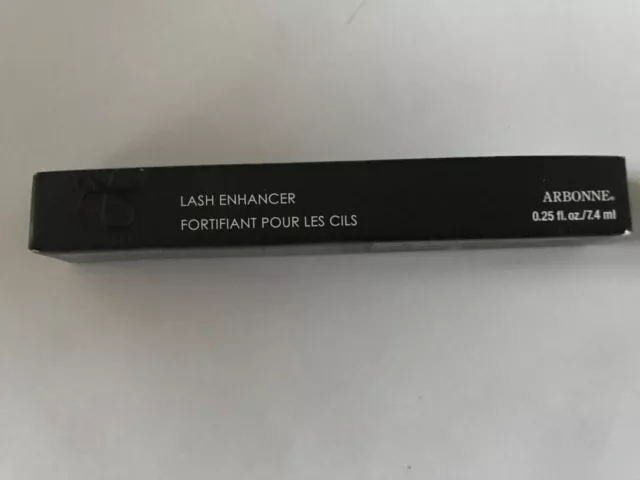 LASH ENHANCER
FORTIFIANT POUR LES CILS
ARBONNE®
0.25 fl. oz./7.4 ml